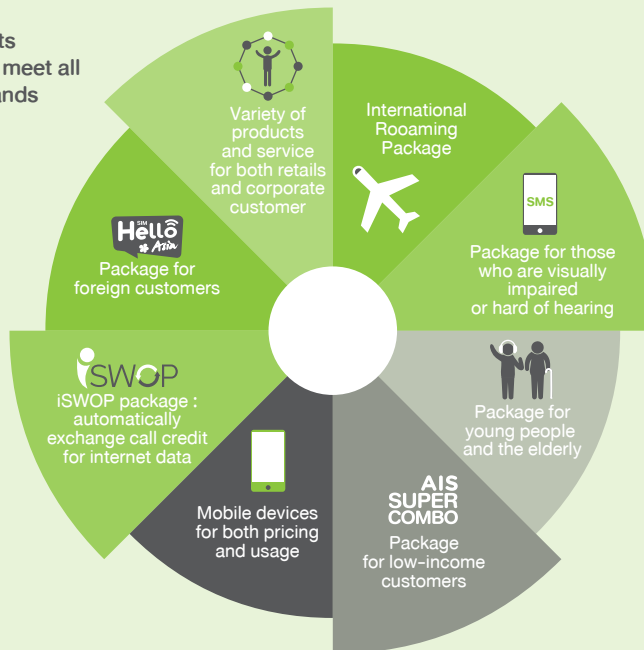 ts
meet all
ands
Variety of
products
and service
for both retails
and corporate
customer
International
Rooaming
Package
SMS
Package for those
who are visually
impaired
or hard of hearing
Package for
young people
and the elderly
AIS
SUPER
COMBO
Package
for low-income
customers
Mobile devices
for both pricing
and usage
iSWOP
iSWOP package :
automatically
exchange call credit
for internet data
SIM
Hello
Asia
Package for
foreign customers